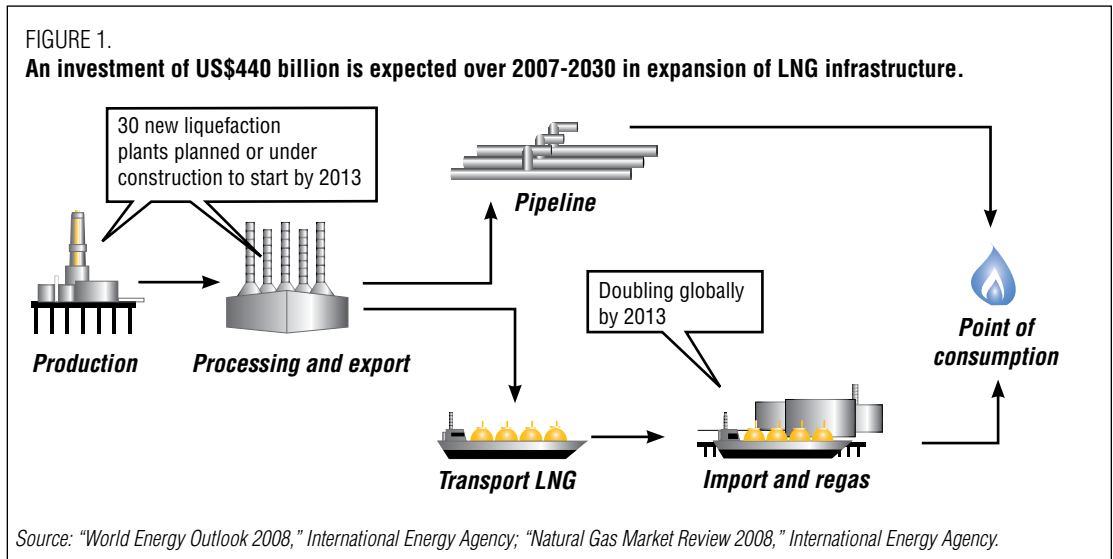 FIGURE 1.
An investment of US$440 billion is expected over 2007-2030 in expansion of LNG infrastructure.
30 new liquefaction
plants planned or under
construction to start by 2013
Pipeline
Production
Processing and export
Doubling globally
by 2013
Point of
consumption
Transport LNG
Import and regas
Source: “World Energy Outlook 2008,” International Energy Agency; “Natural Gas Market Review 2008,” International Energy Agency.